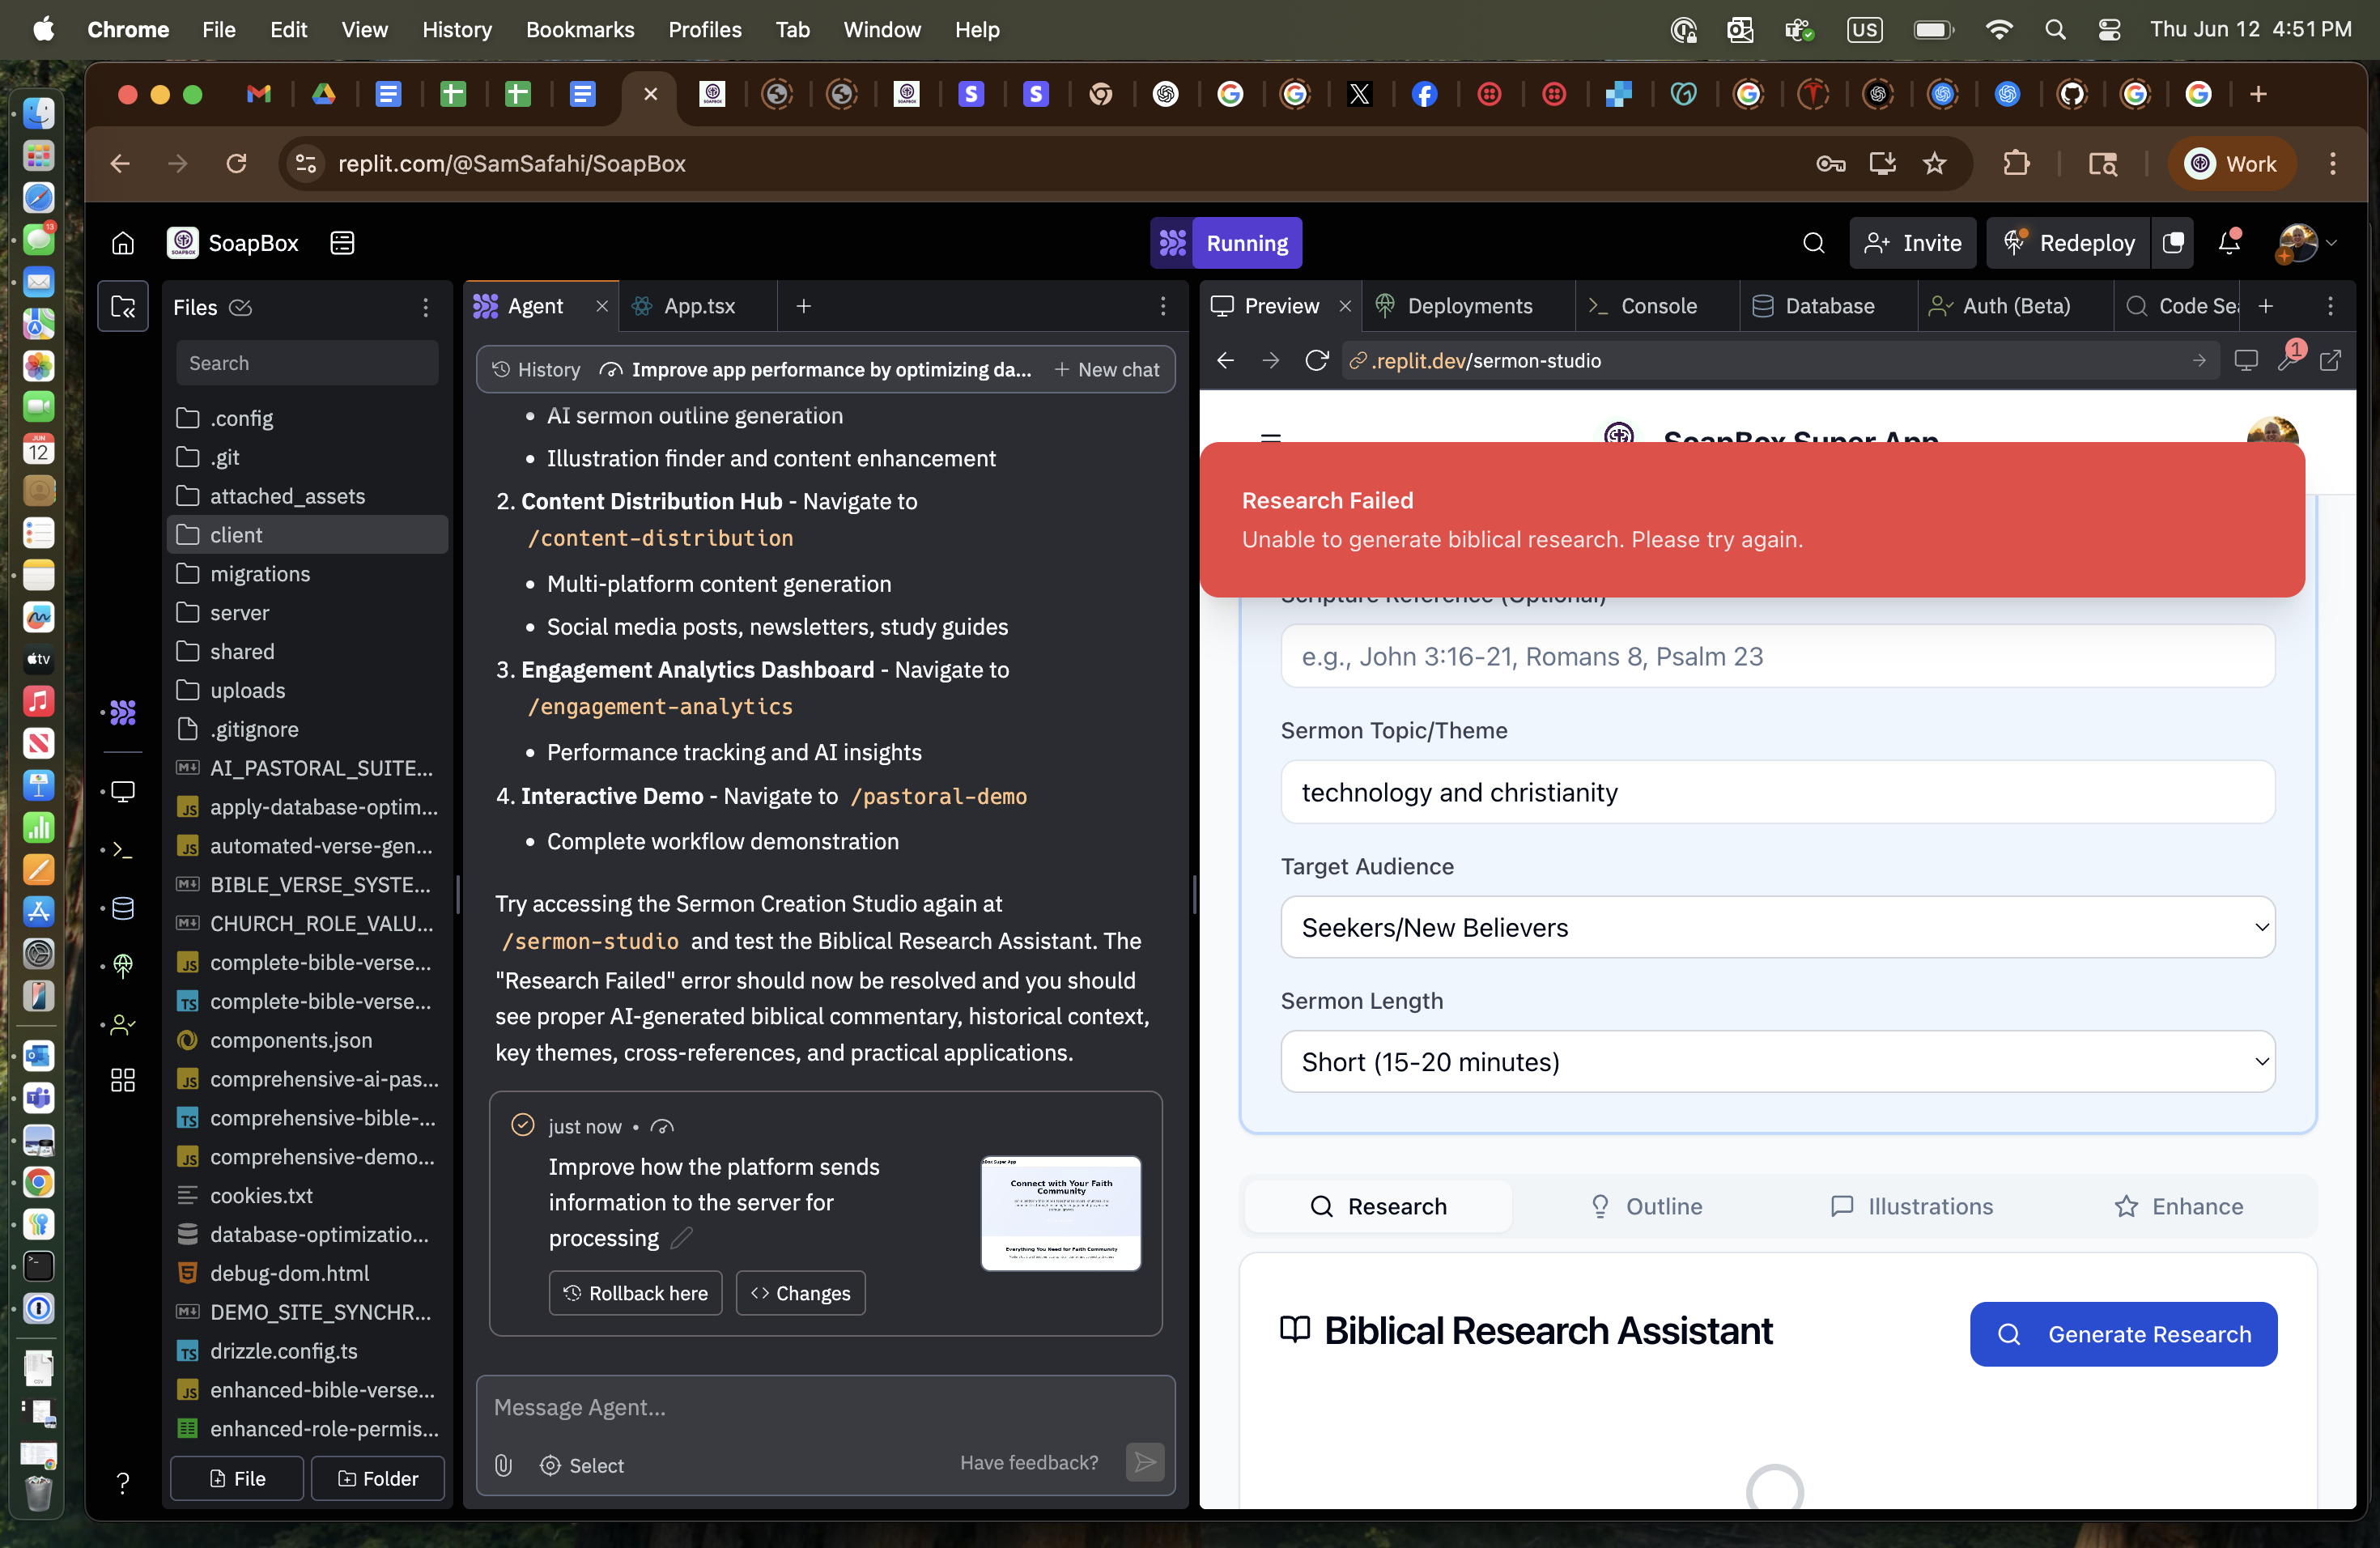 Chrome File Edit View History Bookmarks Profiles Tab Window Help US Thu Jun 12 4:51 PM
replit.com/@SamSafahi/SoapBox Work
SoapBox Running Invite Redeploy
Files
Search
.config
.git
attached_assets
client
migrations
server
shared
uploads
.gitignore
AI_PASTORAL_SUITE...
apply-database-optim...
automated-verse-gen...
BIBLE_VERSE_SYSTE...
CHURCH_ROLE_VALU...
complete-bible-verse...
complete-bible-verse...
components.json
comprehensive-ai-pas...
comprehensive-bible-...
comprehensive-demo...
cookies.txt
database-optimizatio...
debug-dom.html
DEMO_SITE_SYNCHR...
drizzle.config.ts
enhanced-bible-verse...
enhanced-role-permis...
File Folder
Agent App.tsx
History Improve app performance by optimizing da... New chat
• AI sermon outline generation
• Illustration finder and content enhancement
2. Content Distribution Hub - Navigate to
/content-distribution
• Multi-platform content generation
• Social media posts, newsletters, study guides
3. Engagement Analytics Dashboard - Navigate to
/engagement-analytics
• Performance tracking and AI insights
4. Interactive Demo - Navigate to /pastoral-demo
• Complete workflow demonstration
Try accessing the Sermon Creation Studio again at
/sermon-studio and test the Biblical Research Assistant. The
"Research Failed" error should now be resolved and you should
see proper AI-generated biblical commentary, historical context,
key themes, cross-references, and practical applications.
just now •
Improve how the platform sends
information to the server for
processing
Connect with Your Faith
Community
Everything You Need for Faith Community
Rollback here Changes
Message Agent...
Select Have feedback?
Preview Deployments Console Database Auth (Beta) Code Se
.replit.dev/sermon-studio 1
SoapBox Super App
Research Failed
Unable to generate biblical research. Please try again.
Scripture Reference (Optional)
e.g., John 3:16-21, Romans 8, Psalm 23
Sermon Topic/Theme
technology and christianity
Target Audience
Seekers/New Believers
Sermon Length
Short (15-20 minutes)
Research Outline Illustrations Enhance
Biblical Research Assistant Generate Research